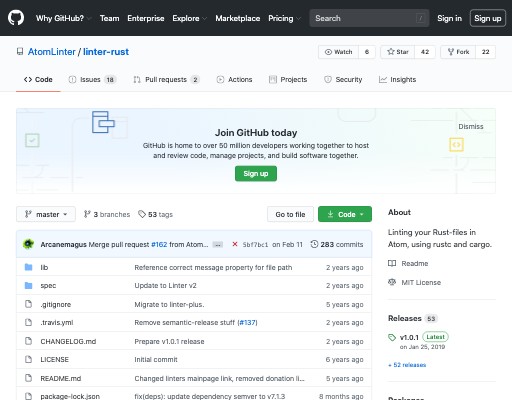 Why GitHub? Team Enterprise Explore Marketplace Pricing Search / Sign in Sign up
AtomLinter / linter-rust
Watch 6 Star 42 Fork 22
Code Issues 18 Pull requests 2 Actions Projects Security Insights
Join GitHub today
Dismiss
GitHub is home to over 50 million developers working together to host
and review code, manage projects, and build software together.
Sign up
master 3 branches 53 tags Go to file Code
Arcanemagus Merge pull request #162 from Atom... ... 5bf7bc1 on Feb 11 283 commits
lib Reference correct message property for file path 2 years ago
spec Update to Linter v2 2 years ago
.gitignore Migrate to linter-plus. 5 years ago
.travis.yml Remove semantic-release stuff (#137) 2 years ago
CHANGELOG.md Prepare v1.0.1 release 2 years ago
LICENSE Initial commit 6 years ago
README.md Changed linters mainpage link, removed donation li... 5 years ago
package-lock.json fix(deps): update dependency semver to v7.1.3 8 months ago
About
Linting your Rust-files in
Atom, using rustc and cargo.
Readme
MIT License
Releases 53
v1.0.1 Latest
on Jan 25, 2019
+ 52 releases
Packages